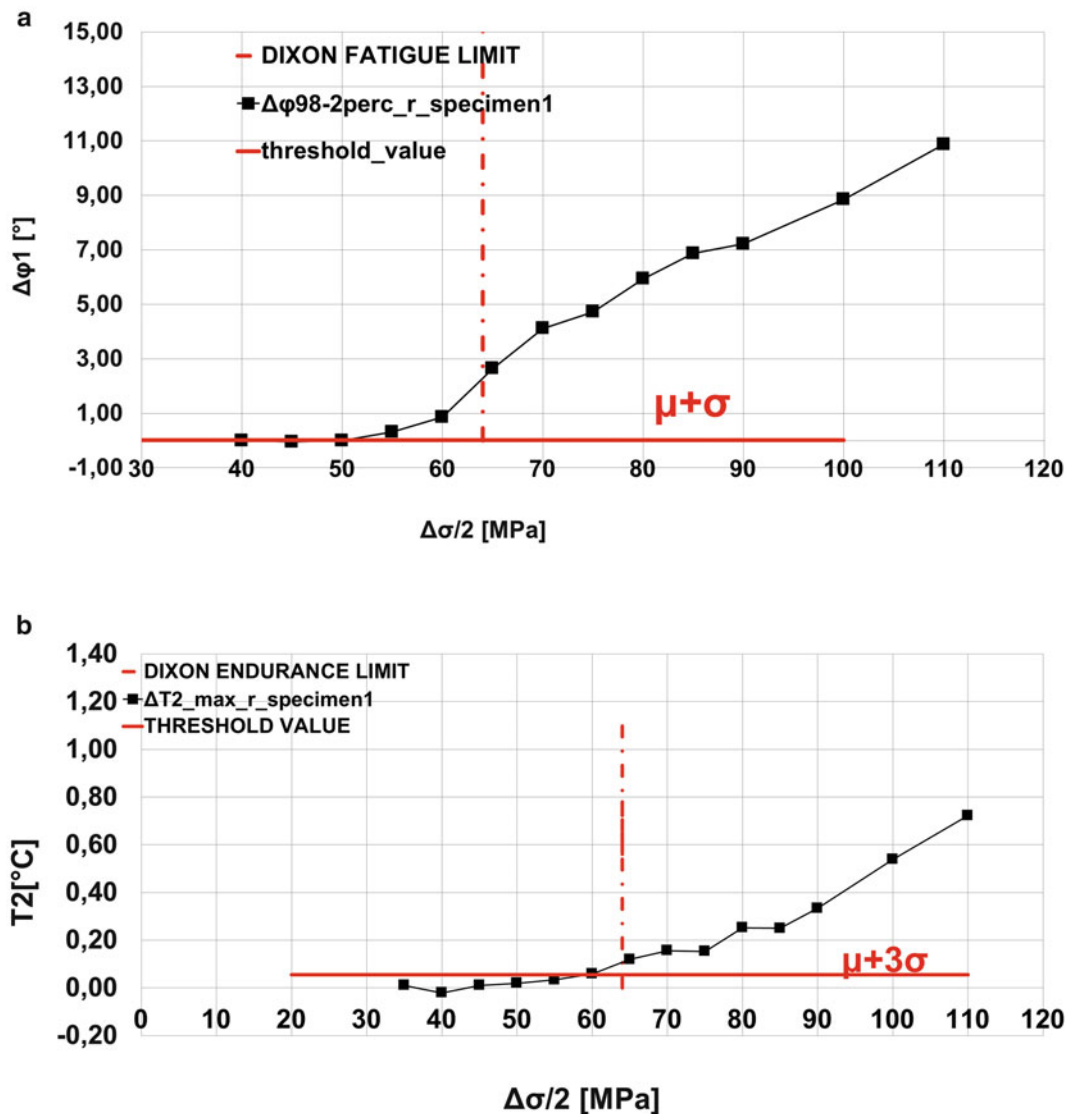 a
15,00
13,00
11,00
9,00
7,00
5,00
3,00
1,00
-1,00
Δφ1 [°]
DIXON FATIGUE LIMIT
Δφ98-2perc_r_specimen1
threshold_value
μ+σ
30 40 50 60 70 80 90 100 110 120
Δσ/2 [MPa]
b
1,40
1,20
1,00
0,80
0,60
0,40
0,20
0,00
-0,20
T2[°C]
DIXON ENDURANCE LIMIT
ΔT2_max_r_specimen1
THRESHOLD VALUE
μ+3σ
0 10 20 30 40 50 60 70 80 90 100 110 120
Δσ/2 [MPa]